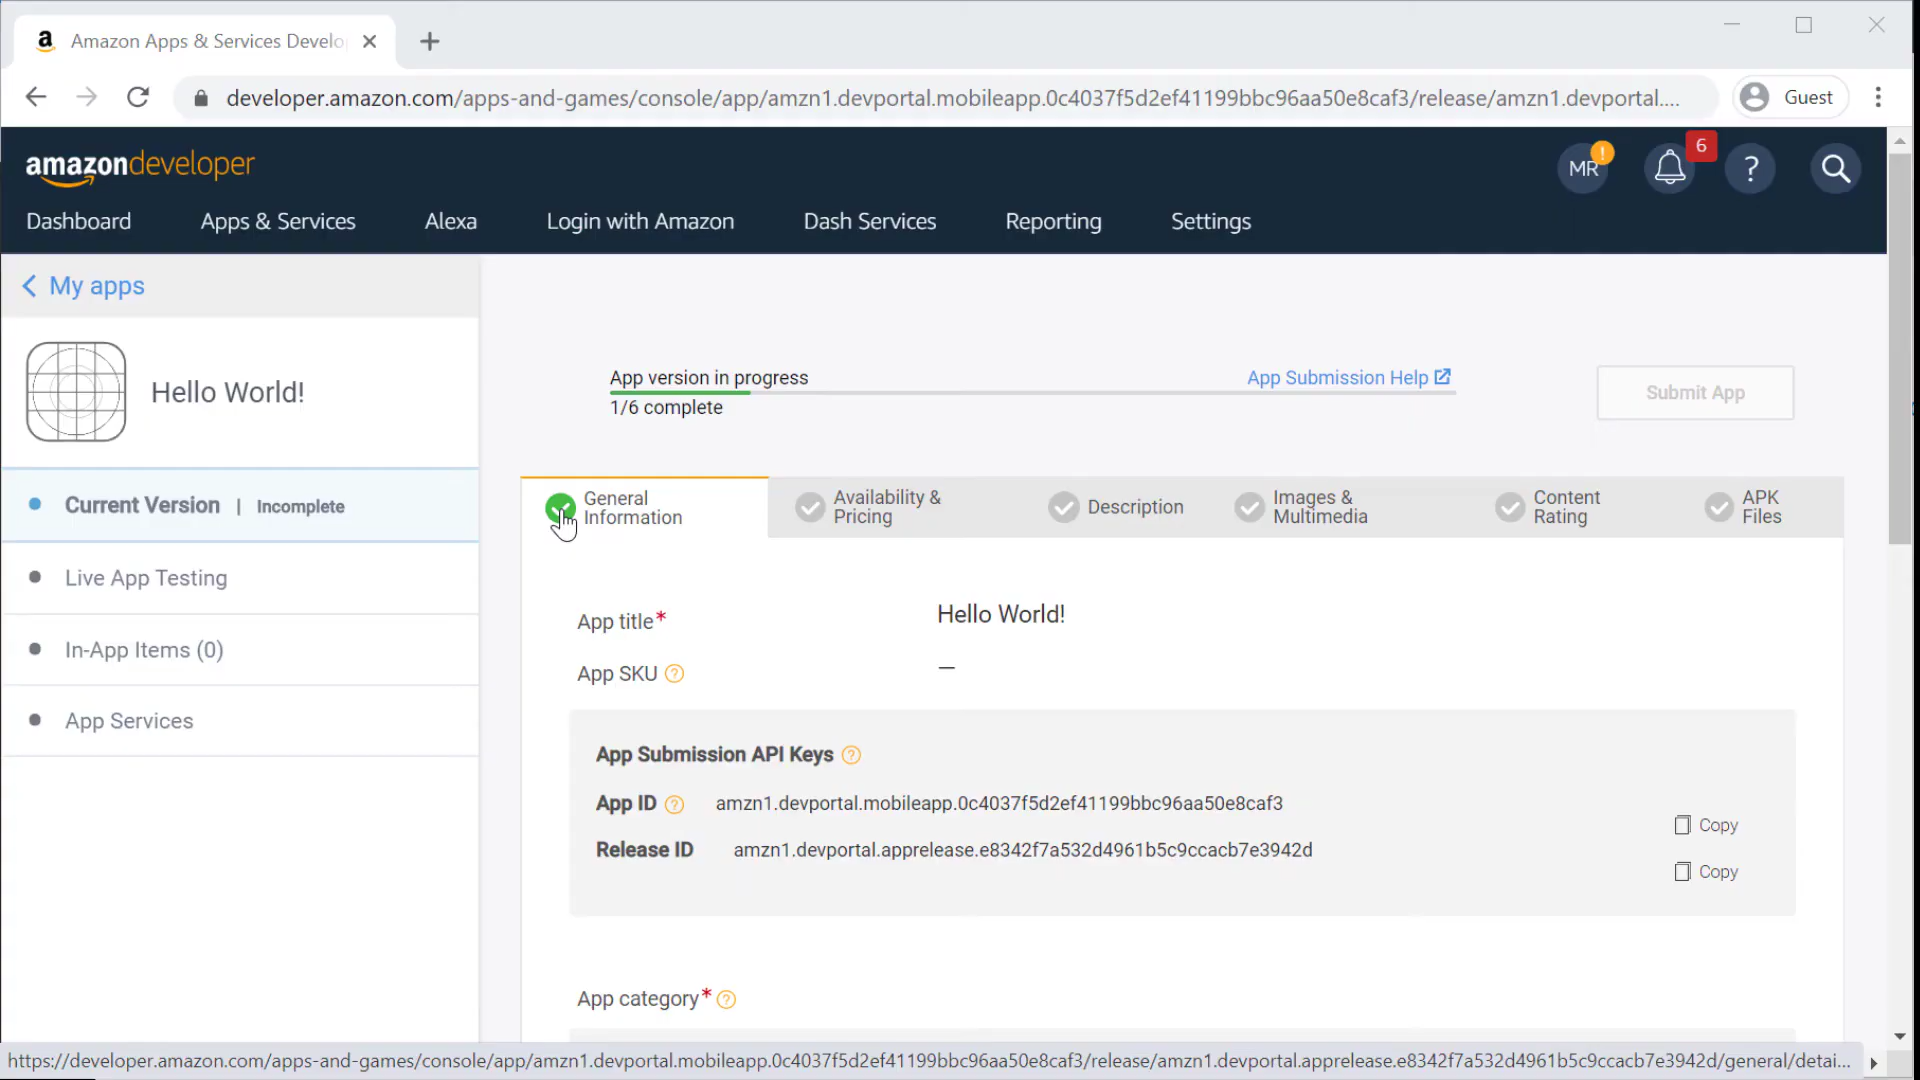 a Amazon Apps & Services Develo
developer.amazon.com/apps-and-games/console/app/amzn1.devportal.mobileapp.0c4037f5d2ef41199bbc96aa50e8caf3/release/amzn1.devportal....
Guest
amazondeveloper
MR !
6
?
Dashboard
Apps & Services
Alexa
Login with Amazon
Dash Services
Reporting
Settings
My apps
Hello World!
Current Version | Incomplete
Live App Testing
In-App Items (0)
App Services
App version in progress
App Submission Help
1/6 complete
Submit App
General
Information
Availability &
Pricing
Description
Images &
Multimedia
Content
Rating
APK
Files
App title*
Hello World!
App SKU ?
—
App Submission API Keys ?
App ID ? amzn1.devportal.mobileapp.0c4037f5d2ef41199bbc96aa50e8caf3
Copy
Release ID amzn1.devportal.apprelease.e8342f7a532d4961b5c9ccacb7e3942d
Copy
App category* ?
https://developer.amazon.com/apps-and-games/console/app/amzn1.devportal.mobileapp.0c4037f5d2ef41199bbc96aa50e8caf3/release/amzn1.devportal.apprelease.e8342f7a532d4961b5c9ccacb7e3942d/general/detai...